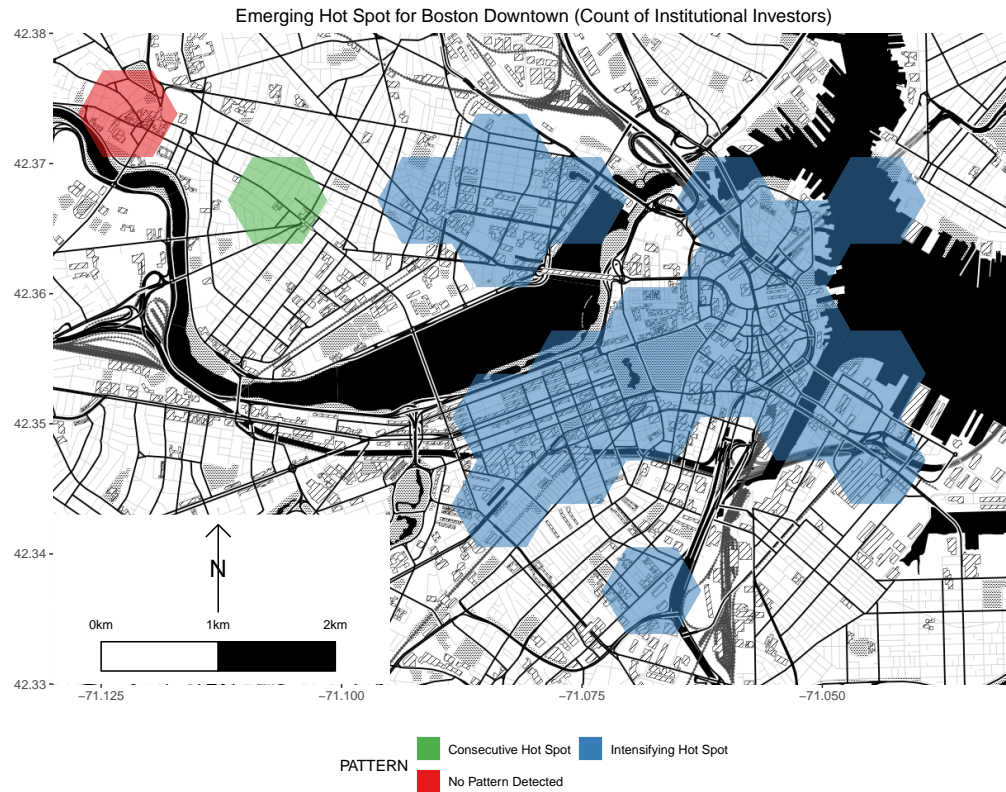 Emerging Hot Spot for Boston Downtown (Count of Institutional Investors)
42.38
42.37
42.36
42.35
42.34
42.33
N
0km 1km 2km
−71.125 −71.100 −71.075 −71.050
PATTERN
Consecutive Hot Spot
Intensifying Hot Spot
No Pattern Detected